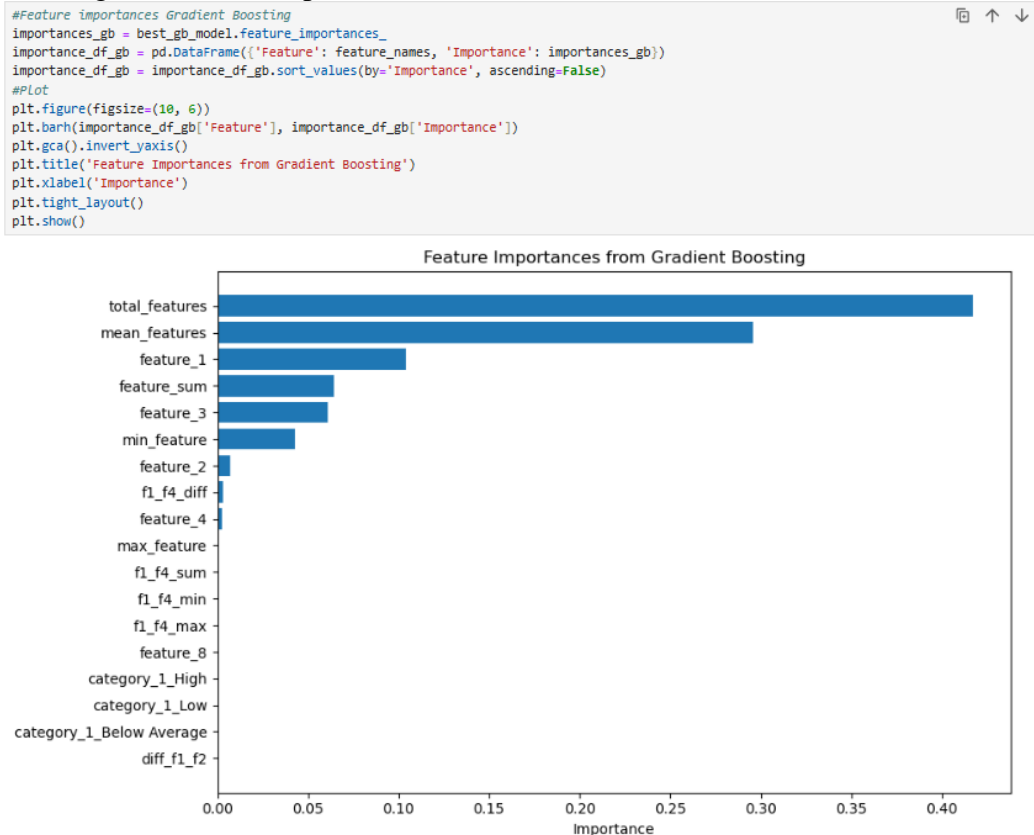 #Feature importances Gradient Boosting
importances_gb = best_gb_model.feature_importances_
importance_df_gb = pd.DataFrame({'Feature': feature_names, 'Importance': importances_gb})
importance_df_gb = importance_df_gb.sort_values(by='Importance', ascending=False)
#Plot
plt.figure(figsize=(10, 6))
plt.barh(importance_df_gb['Feature'], importance_df_gb['Importance'])
plt.gca().invert_yaxis()
plt.title('Feature Importances from Gradient Boosting')
plt.xlabel('Importance')
plt.tight_layout()
plt.show()
Feature Importances from Gradient Boosting
total_features
mean_features
feature_1
feature_sum
feature_3
min_feature
feature_2
f1_f4_diff
feature_4
max_feature
f1_f4_sum
f1_f4_min
f1_f4_max
feature_8
category_1_High
category_1_Low
category_1_Below Average
diff_f1_f2
0.00 0.05 0.10 0.15 0.20 0.25 0.30 0.35 0.40
Importance